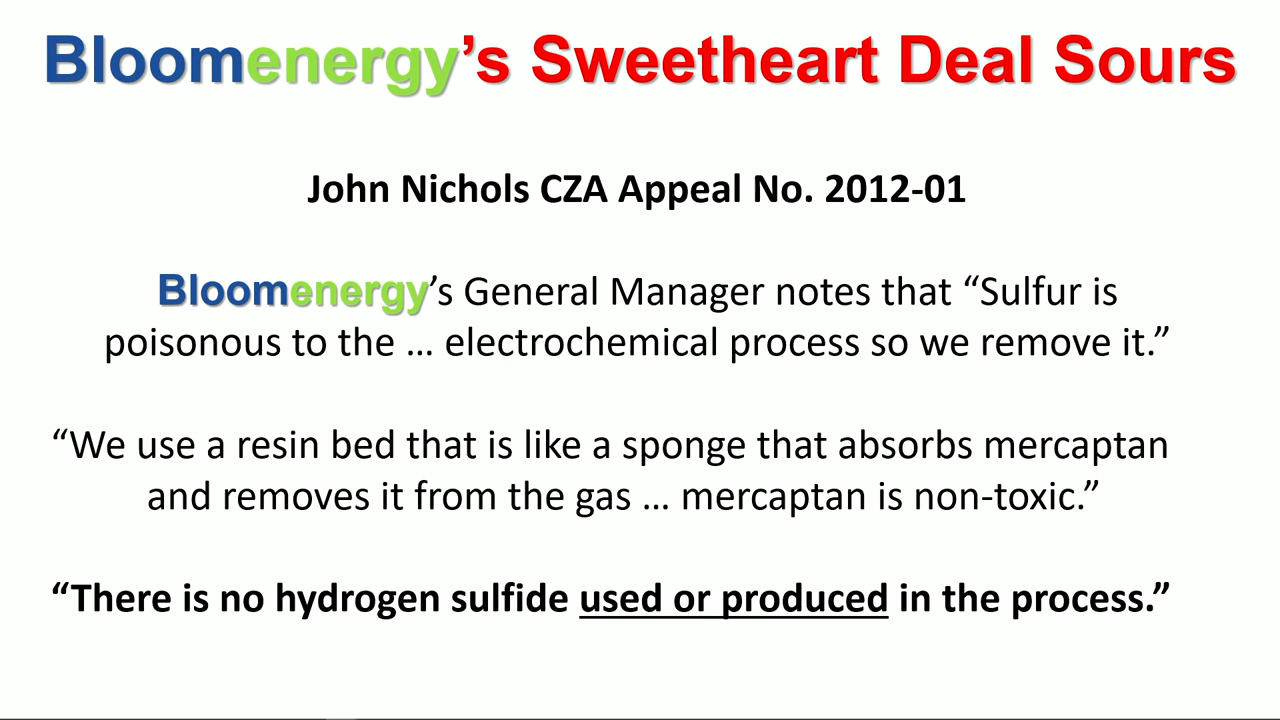 Bloomenergy’s Sweetheart Deal Sours
John Nichols CZA Appeal No. 2012-01
Bloomenergy’s General Manager notes that “Sulfur is
poisonous to the … electrochemical process so we remove it.”
“We use a resin bed that is like a sponge that absorbs mercaptan
and removes it from the gas … mercaptan is non-toxic.”
“There is no hydrogen sulfide used or produced in the process.”